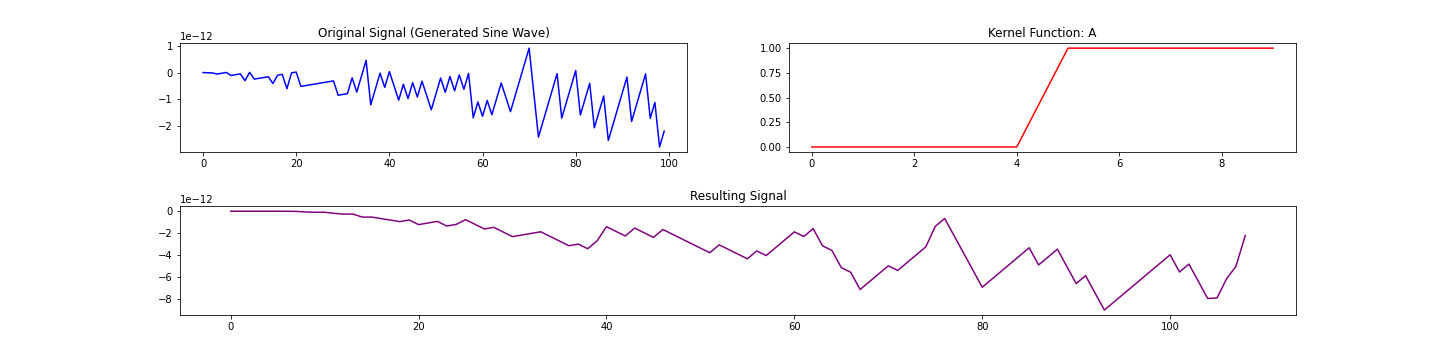 Original Signal (Generated Sine Wave)
1e−12
1
0
−1
−2
0 20 40 60 80 100
Kernel Function: A
1.00
0.75
0.50
0.25
0.00
0 2 4 6 8
Resulting Signal
1e−12
0
−2
−4
−6
−8
0 20 40 60 80 100